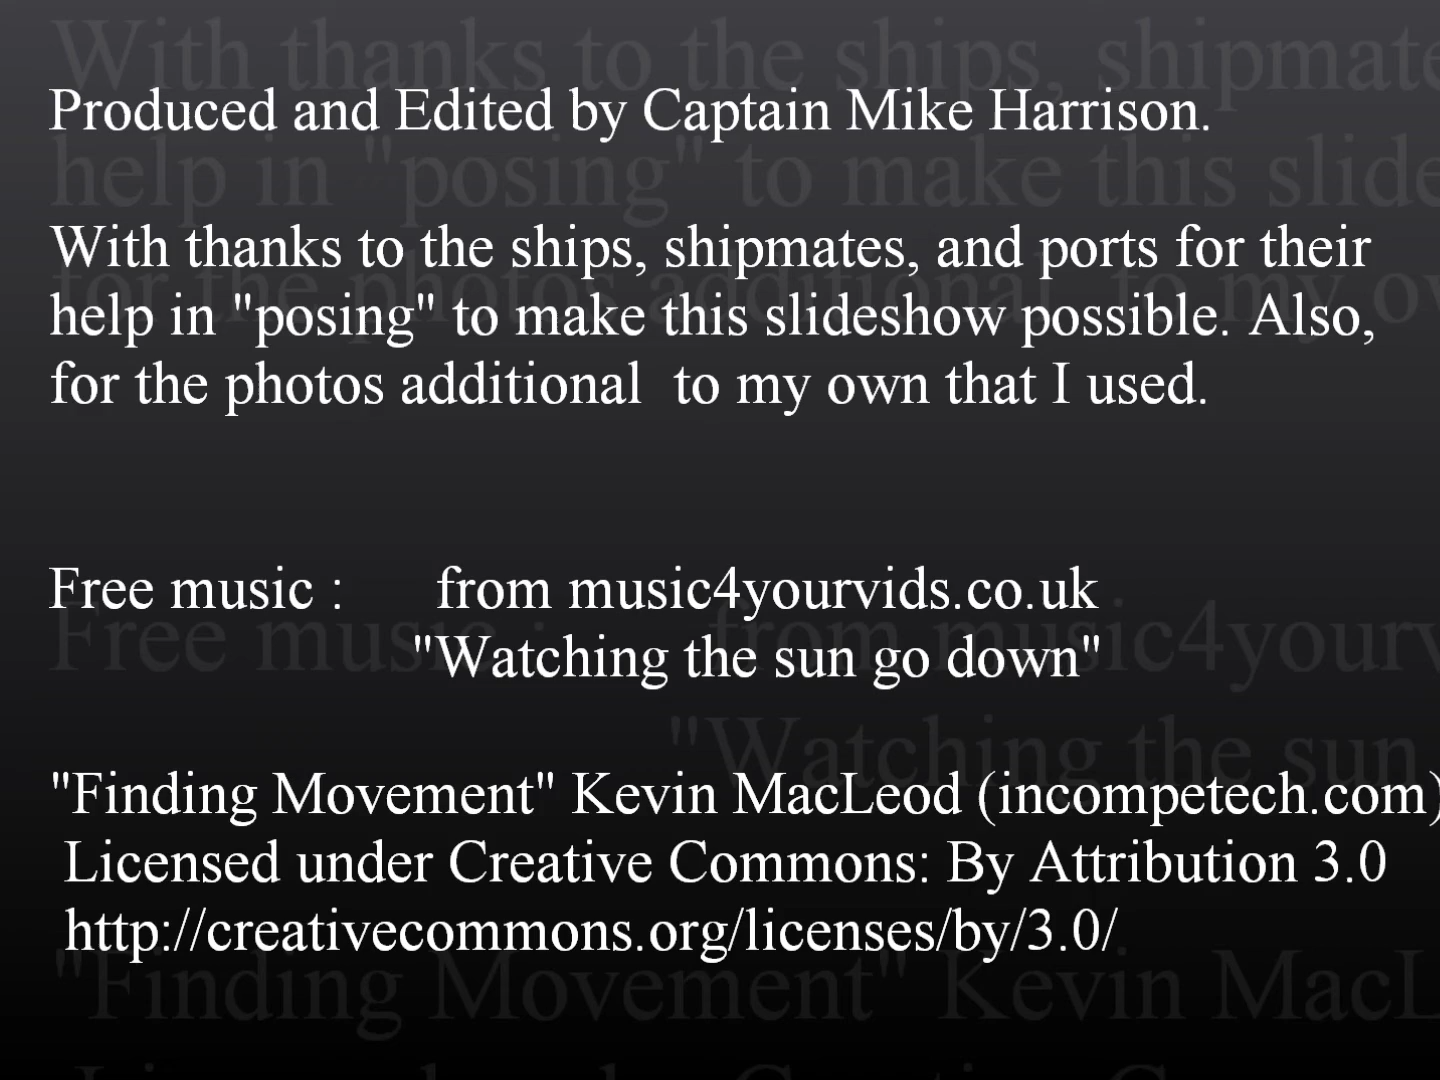 Produced and Edited by Captain Mike Harrison.
With thanks to the ships, shipmates, and ports for their
help in "posing" to make this slideshow possible. Also,
for the photos additional  to my own that I used.
Free music :      from music4yourvids.co.uk
"Watching the sun go down"
"Finding Movement" Kevin MacLeod (incompetech.com)
Licensed under Creative Commons: By Attribution 3.0
http://creativecommons.org/licenses/by/3.0/